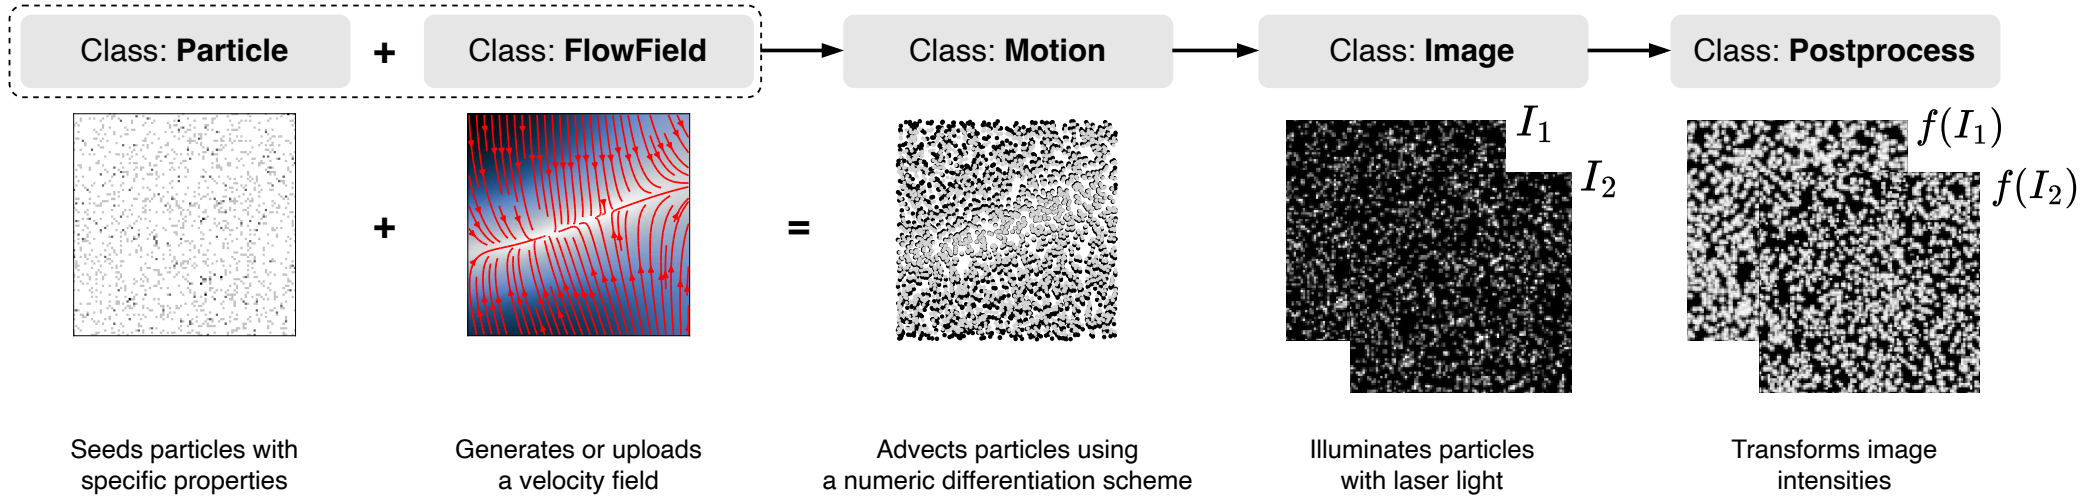 Class: Particle + Class: FlowField Class: Motion Class: Image Class: Postprocess
I₁ f(I₁)
I₂ f(I₂)
+ =
Seeds particles with Generates or uploads Advects particles using Illuminates particles Transforms image
specific properties a velocity field a numeric differentiation scheme with laser light intensities